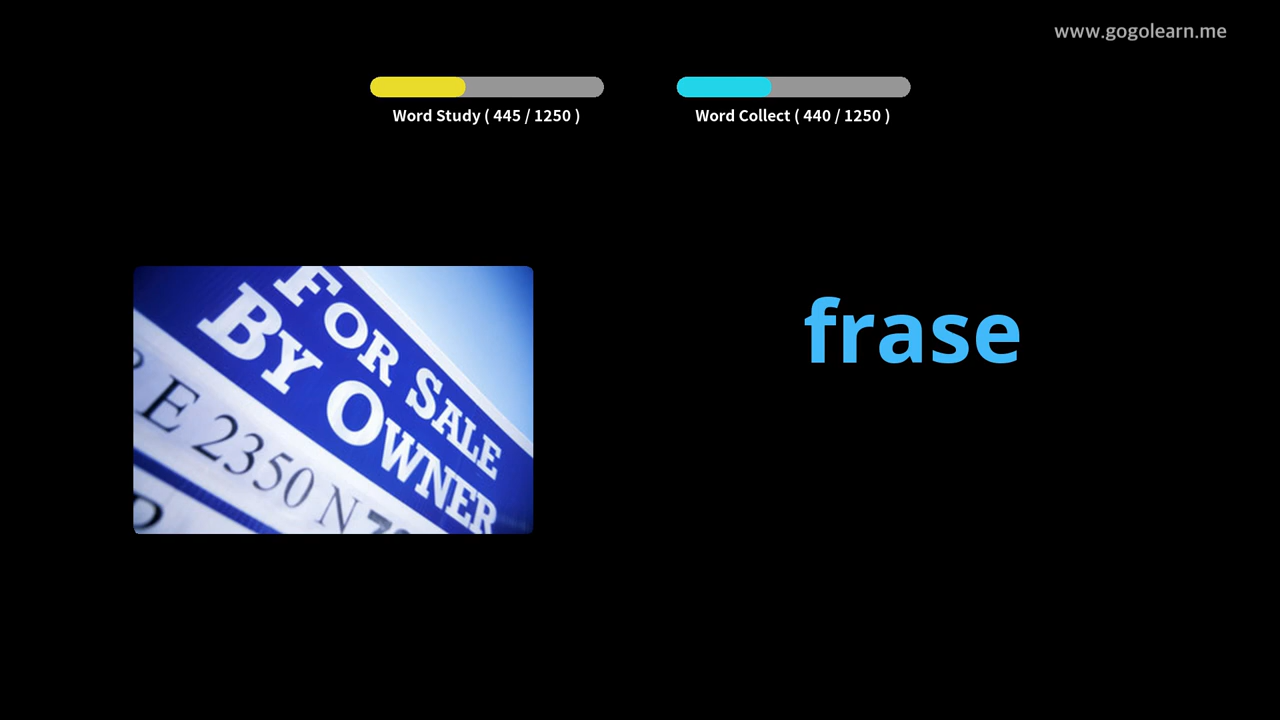 www.gogolearn.me
Word Study ( 445 / 1250 )
Word Collect ( 440 / 1250 )
FOR SALE
BY OWNER
E 2350 N
frase